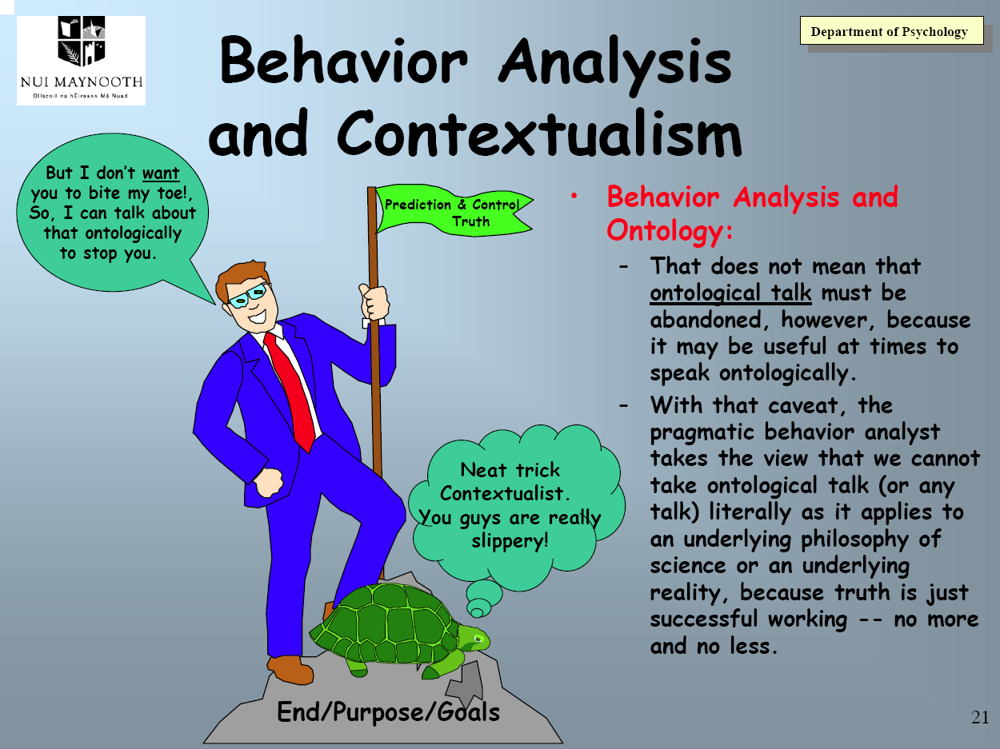 NUI MAYNOOTH
Ollscoil na hÉireann Má Nuad
Department of Psychology
Behavior Analysis
and Contextualism
But I don't want
you to bite my toe!,
So, I can talk about
that ontologically
to stop you.
Prediction & Control
Truth
• Behavior Analysis and
Ontology:
– That does not mean that
ontological talk must be
abandoned, however, because
it may be useful at times to
speak ontologically.
– With that caveat, the
pragmatic behavior analyst
takes the view that we cannot
take ontological talk (or any
talk) literally as it applies to
an underlying philosophy of
science or an underlying
reality, because truth is just
successful working -- no more
and no less.
Neat trick
Contextualist.
You guys are really
slippery!
End/Purpose/Goals
21